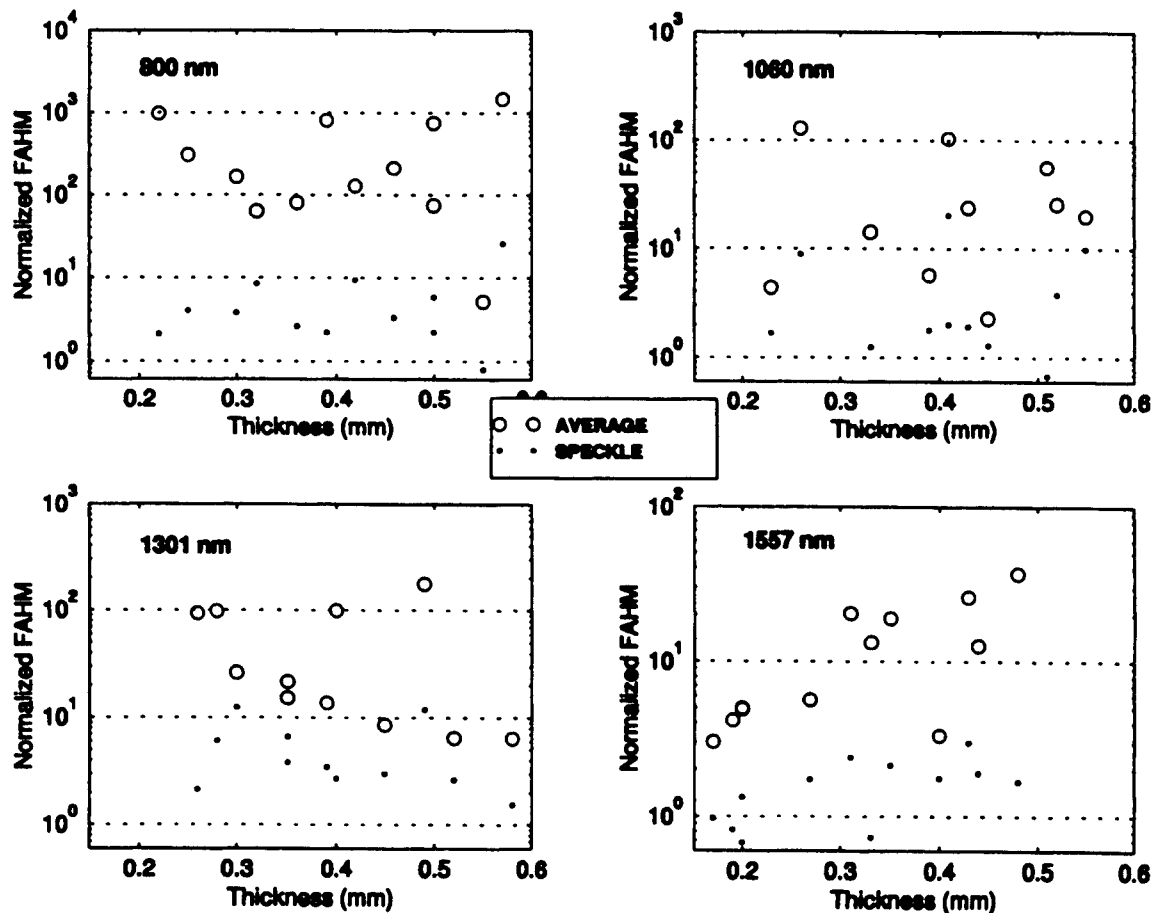 800 nm
Normalized FAHM
10^4
10^3
10^2
10^1
10^0
0.2 0.3 0.4 0.5
Thickness (mm)
1060 nm
Normalized FAHM
10^3
10^2
10^1
10^0
0.2 0.3 0.4 0.5 0.6
Thickness (mm)
AVERAGE
SPECKLE
1301 nm
Normalized FAHM
10^3
10^2
10^1
10^0
0.2 0.3 0.4 0.5 0.6
Thickness (mm)
1557 nm
Normalized FAHM
10^2
10^1
10^0
0.2 0.3 0.4 0.5 0.6
Thickness (mm)